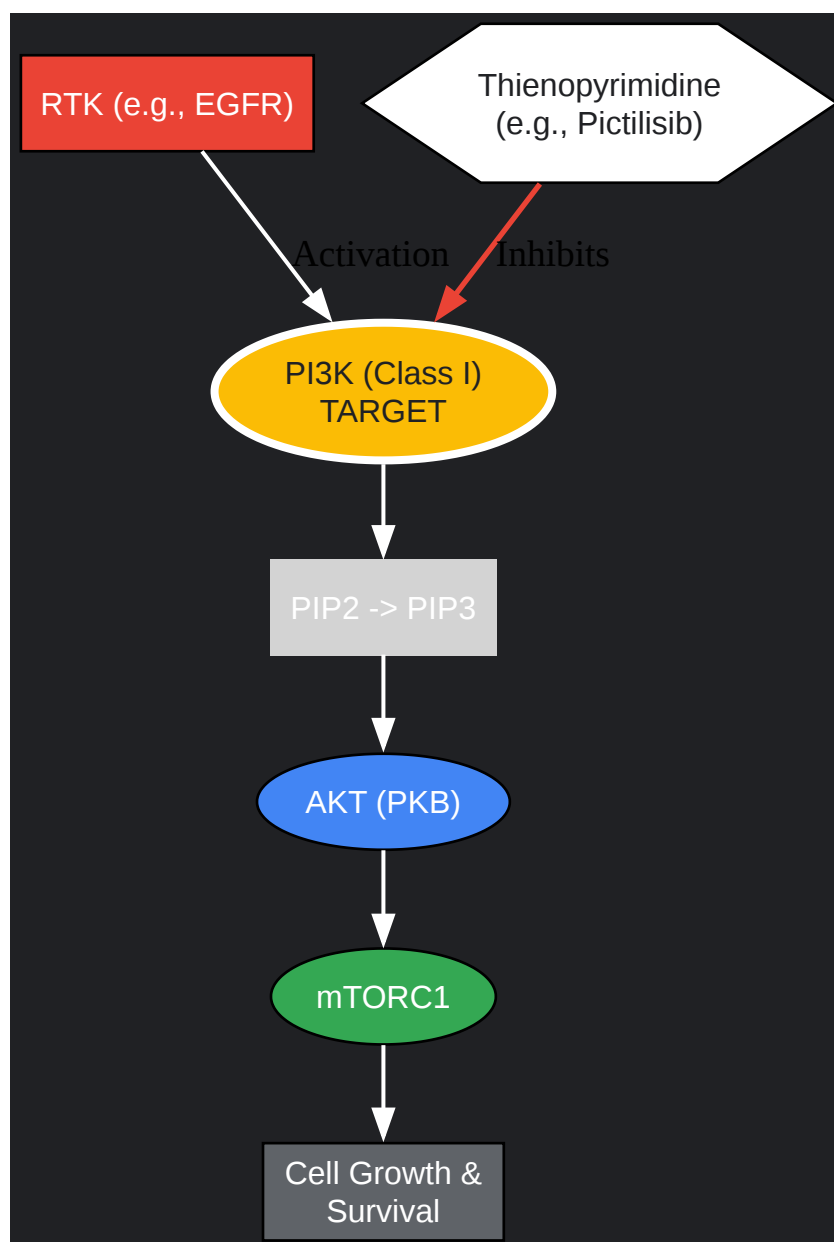 RTK (e.g., EGFR)
Thienopyrimidine
(e.g., Pictilisib)
Activation
Inhibits
PI3K (Class I)
TARGET
PIP2 -> PIP3
AKT (PKB)
mTORC1
Cell Growth &
Survival